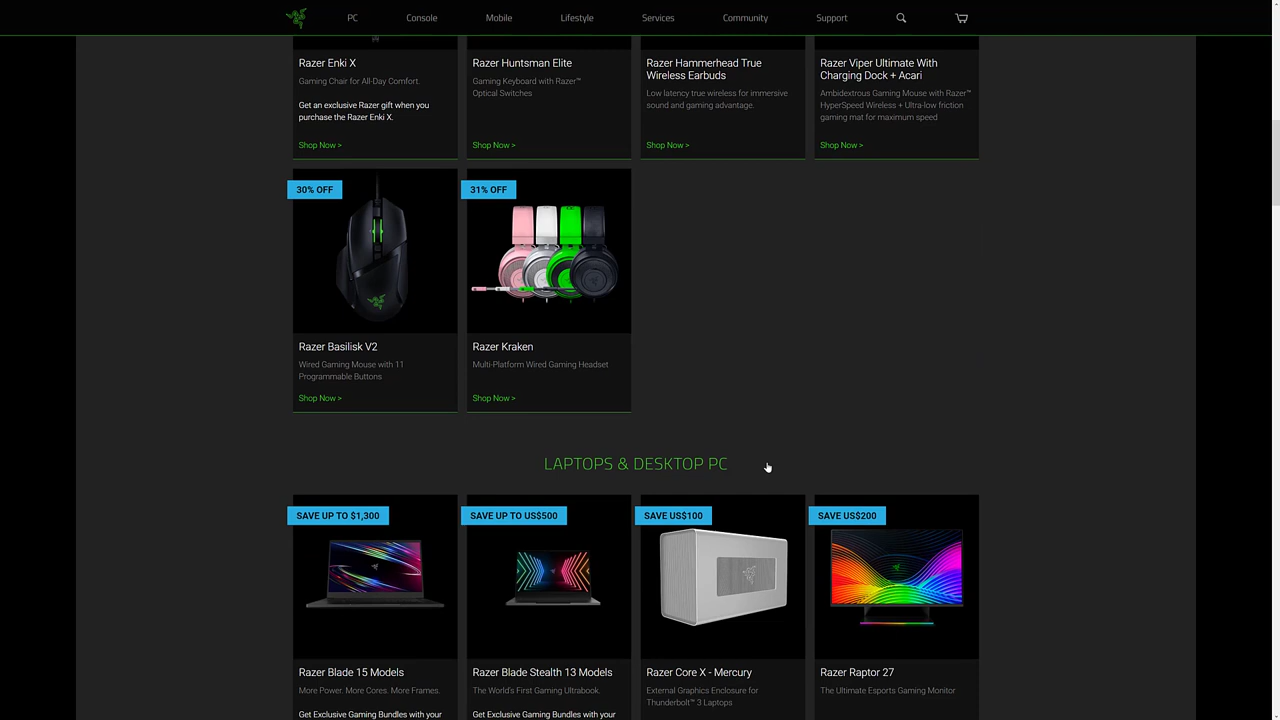 PC
Console
Mobile
Lifestyle
Services
Community
Support
Razer Enki X
Gaming Chair for All-Day Comfort.
Get an exclusive Razer gift when you
purchase the Razer Enki X.
Shop Now >
Razer Huntsman Elite
Gaming Keyboard with Razer™
Optical Switches
Shop Now >
Razer Hammerhead True
Wireless Earbuds
Low latency true wireless for immersive
sound and gaming advantage.
Shop Now >
Razer Viper Ultimate With
Charging Dock + Acari
Ambidextrous Gaming Mouse with Razer™
HyperSpeed Wireless + Ultra-low friction
gaming mat for maximum speed
Shop Now >
30% OFF
Razer Basilisk V2
Wired Gaming Mouse with 11
Programmable Buttons
Shop Now >
31% OFF
Razer Kraken
Multi-Platform Wired Gaming Headset
Shop Now >
LAPTOPS & DESKTOP PC
SAVE UP TO $1,300
Razer Blade 15 Models
More Power. More Cores. More Frames.
Get Exclusive Gaming Bundles with your
SAVE UP TO US$500
Razer Blade Stealth 13 Models
The World's First Gaming Ultrabook.
Get Exclusive Gaming Bundles with your
SAVE US$100
Razer Core X - Mercury
External Graphics Enclosure for
Thunderbolt™ 3 Laptops
SAVE US$200
Razer Raptor 27
The Ultimate Esports Gaming Monitor